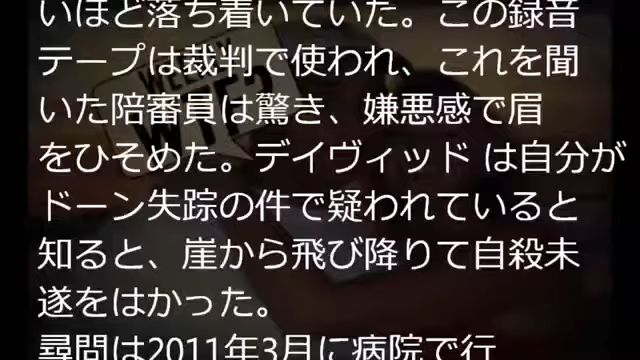 いほど落ち着いていた。この録音
テープは裁判で使われ、これを聞
いた陪審員は驚き、嫌悪感で眉
をひそめた。デイヴィッド は自分が
ドーン失踪の件で疑われていると
知ると、崖から飛び降りて自殺未
遂をはかった。
尋問は2011年3月に病院で行
WEEKLY
WTF?